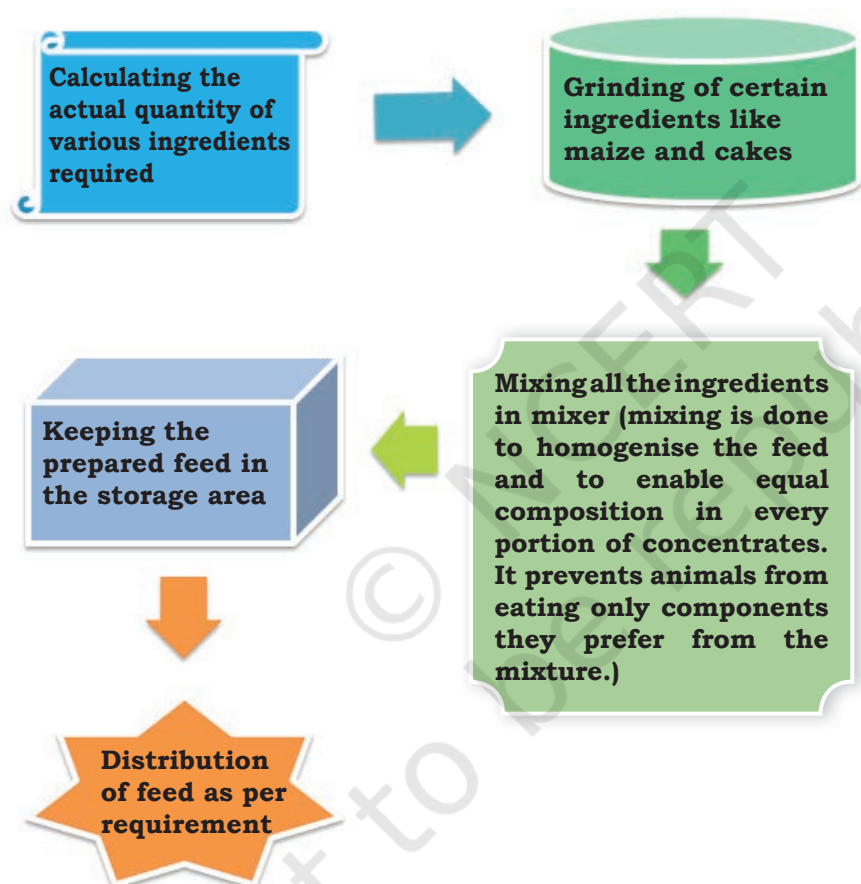 Calculating the
actual quantity of
various ingredients
required
Grinding of certain
ingredients like
maize and cakes
Mixing all the ingredients
in mixer (mixing is done
to homogenise the feed
and to enable equal
composition in every
portion of concentrates.
It prevents animals from
eating only components
they prefer from the
mixture.)
Keeping the
prepared feed in
the storage area
Distribution
of feed as per
requirement
© NCERT
to be